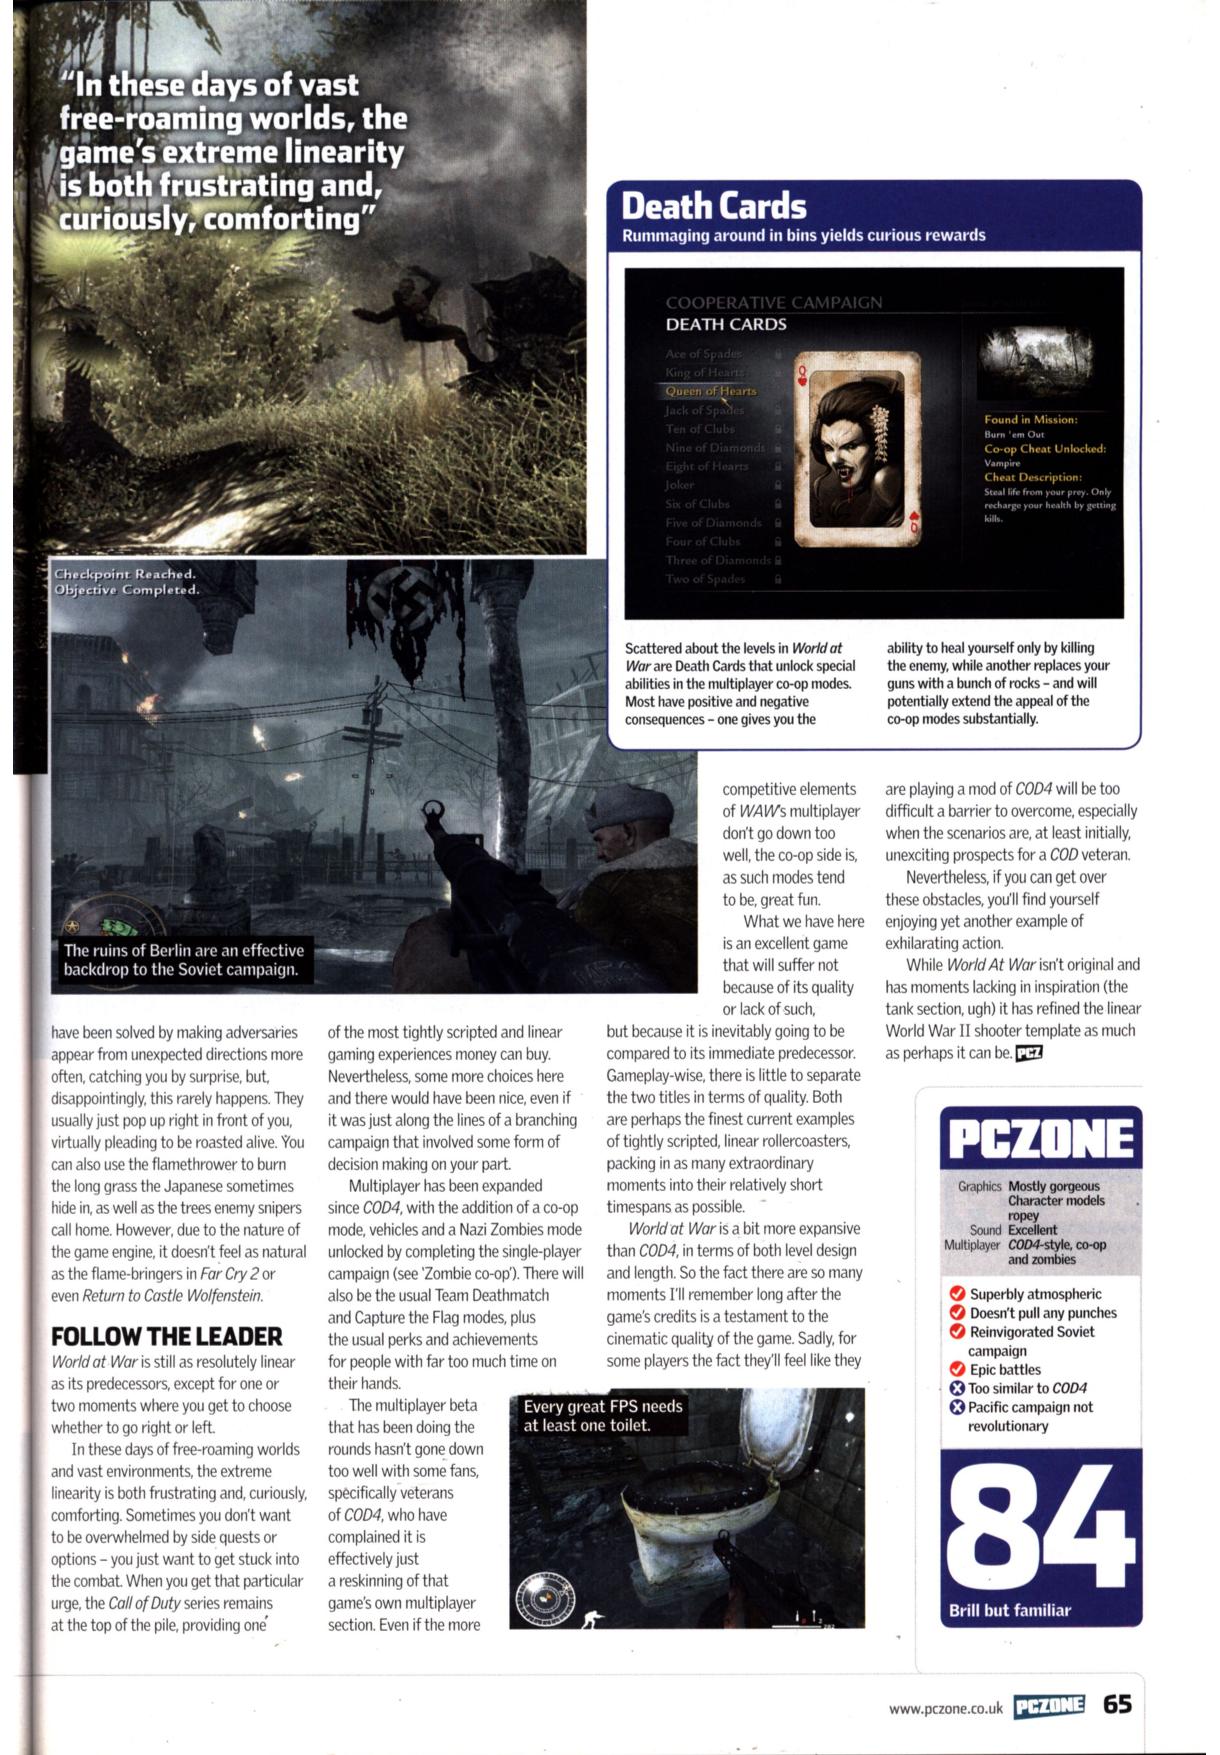 "In these days of vast
free-roaming worlds, the
game's extreme linearity
is both frustrating and,
curiously, comforting"
Death Cards
Rummaging around in bins yields curious rewards
COOPERATIVE CAMPAIGN
DEATH CARDS
Ace of Spades
King of Hearts
Queen of Hearts
Jack of Spades
Ten of Clubs
Nine of Diamonds
Eight of Hearts
Joker
Six of Clubs
Five of Diamonds
Four of Clubs
Three of Diamonds
Two of Spades
Q
Q
Found in Mission:
Burn 'em Out
Co-op Cheat Unlocked:
Vampire
Cheat Description:
Steal life from your prey. Only
recharge your health by getting
kills.
Scattered about the levels in World at
War are Death Cards that unlock special
abilities in the multiplayer co-op modes.
Most have positive and negative
consequences – one gives you the
ability to heal yourself only by killing
the enemy, while another replaces your
guns with a bunch of rocks – and will
potentially extend the appeal of the
co-op modes substantially.
Checkpoint Reached.
Objective Completed.
The ruins of Berlin are an effective
backdrop to the Soviet campaign.
have been solved by making adversaries
appear from unexpected directions more
often, catching you by surprise, but,
disappointingly, this rarely happens. They
usually just pop up right in front of you,
virtually pleading to be roasted alive. You
can also use the flamethrower to burn
the long grass the Japanese sometimes
hide in, as well as the trees enemy snipers
call home. However, due to the nature of
the game engine, it doesn't feel as natural
as the flame-bringers in Far Cry 2 or
even Return to Castle Wolfenstein.
FOLLOW THE LEADER
World at War is still as resolutely linear
as its predecessors, except for one or
two moments where you get to choose
whether to go right or left.
In these days of free-roaming worlds
and vast environments, the extreme
linearity is both frustrating and, curiously,
comforting. Sometimes you don't want
to be overwhelmed by side quests or
options – you just want to get stuck into
the combat. When you get that particular
urge, the Call of Duty series remains
at the top of the pile, providing one
of the most tightly scripted and linear
gaming experiences money can buy.
Nevertheless, some more choices here
and there would have been nice, even if
it was just along the lines of a branching
campaign that involved some form of
decision making on your part.
Multiplayer has been expanded
since COD4, with the addition of a co-op
mode, vehicles and a Nazi Zombies mode
unlocked by completing the single-player
campaign (see 'Zombie co-op'). There will
also be the usual Team Deathmatch
and Capture the Flag modes, plus
the usual perks and achievements
for people with far too much time on
their hands.
The multiplayer beta
that has been doing the
rounds hasn't gone down
too well with some fans,
specifically veterans
of COD4, who have
complained it is
effectively just
a reskinning of that
game's own multiplayer
section. Even if the more
competitive elements
of WAW's multiplayer
don't go down too
well, the co-op side is,
as such modes tend
to be, great fun.
What we have here
is an excellent game
that will suffer not
because of its quality
or lack of such,
but because it is inevitably going to be
compared to its immediate predecessor.
Gameplay-wise, there is little to separate
the two titles in terms of quality. Both
are perhaps the finest current examples
of tightly scripted, linear rollercoasters,
packing in as many extraordinary
moments into their relatively short
timespans as possible.
World at War is a bit more expansive
than COD4, in terms of both level design
and length. So the fact there are so many
moments I'll remember long after the
game's credits is a testament to the
cinematic quality of the game. Sadly, for
some players the fact they'll feel like they
Every great FPS needs
at least one toilet.
are playing a mod of COD4 will be too
difficult a barrier to overcome, especially
when the scenarios are, at least initially,
unexciting prospects for a COD veteran.
Nevertheless, if you can get over
these obstacles, you'll find yourself
enjoying yet another example of
exhilarating action.
While World At War isn't original and
has moments lacking in inspiration (the
tank section, ugh) it has refined the linear
World War II shooter template as much
as perhaps it can be. PCZ
PCZONE
Graphics Mostly gorgeous
Character models
ropey
Sound Excellent
Multiplayer COD4-style, co-op
and zombies
Superbly atmospheric
Doesn't pull any punches
Reinvigorated Soviet
campaign
Epic battles
Too similar to COD4
Pacific campaign not
revolutionary
84
Brill but familiar
www.pczone.co.uk PCZONE 65